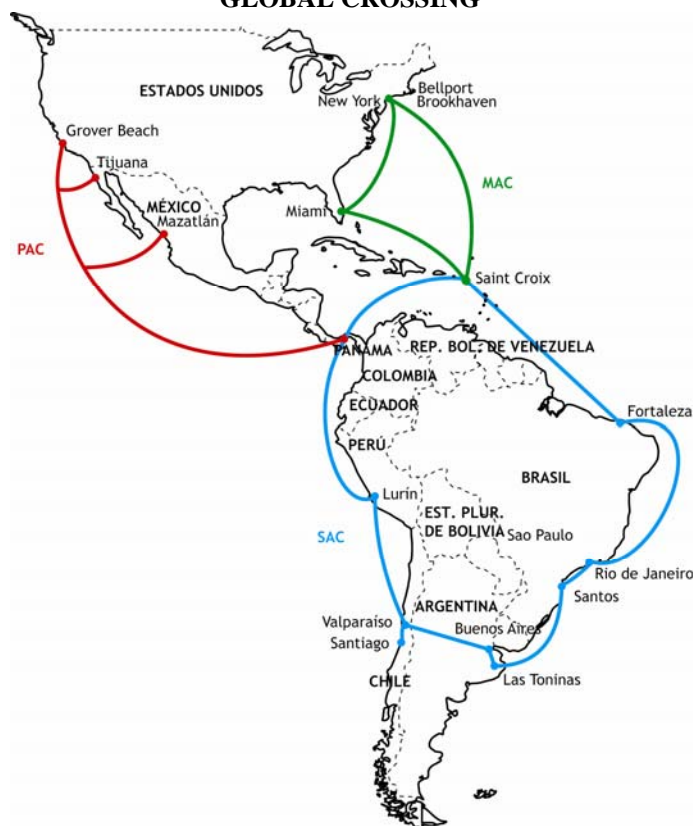 GLOBAL CROSSING
ESTADOS UNIDOS
New York
Bellport
Brookhaven
Grover Beach
Tijuana
MAC
MÉXICO
Mazatlán
Miami
PAC
Saint Croix
PANAMÁ
REP. BOL. DE VENEZUELA
COLOMBIA
ECUADOR
Fortaleza
PERÚ
BRASIL
Lurín
EST. PLUR.
DE BOLIVIA
Sao Paulo
SAC
Rio de Janeiro
Santos
ARGENTINA
Valparaíso
Buenos Aires
Santiago
Las Toninas
CHILE